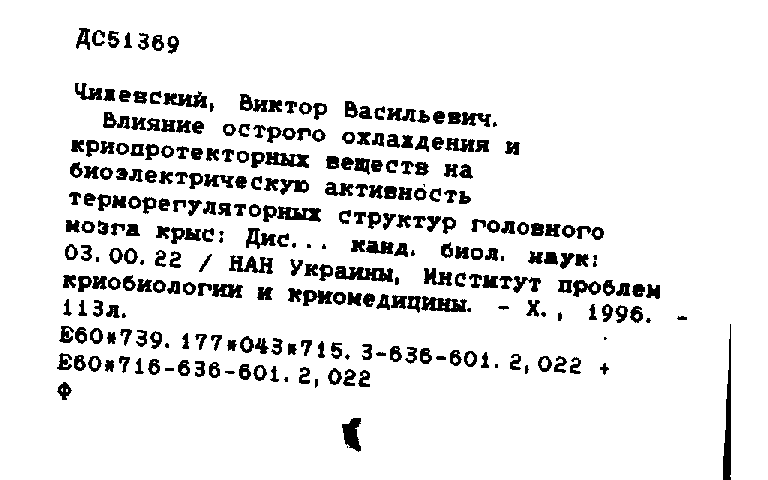 ДС51369
Чижевский, Виктор Васильевич.
Влияние острого охлаждения и
криопротекторных веществ на
биоэлектрическую активность
терморегуляторных структур головного
мозга крыс: Дис... канд. биол. наук:
03.00.22 / НАН Украины, Институт проблем
криобиологии и криомедицины. - Х., 1996. -
113л.
Е60*739.177*043*715.3-636-601.2,022 +
Е60*716-636-601.2,022
Ф